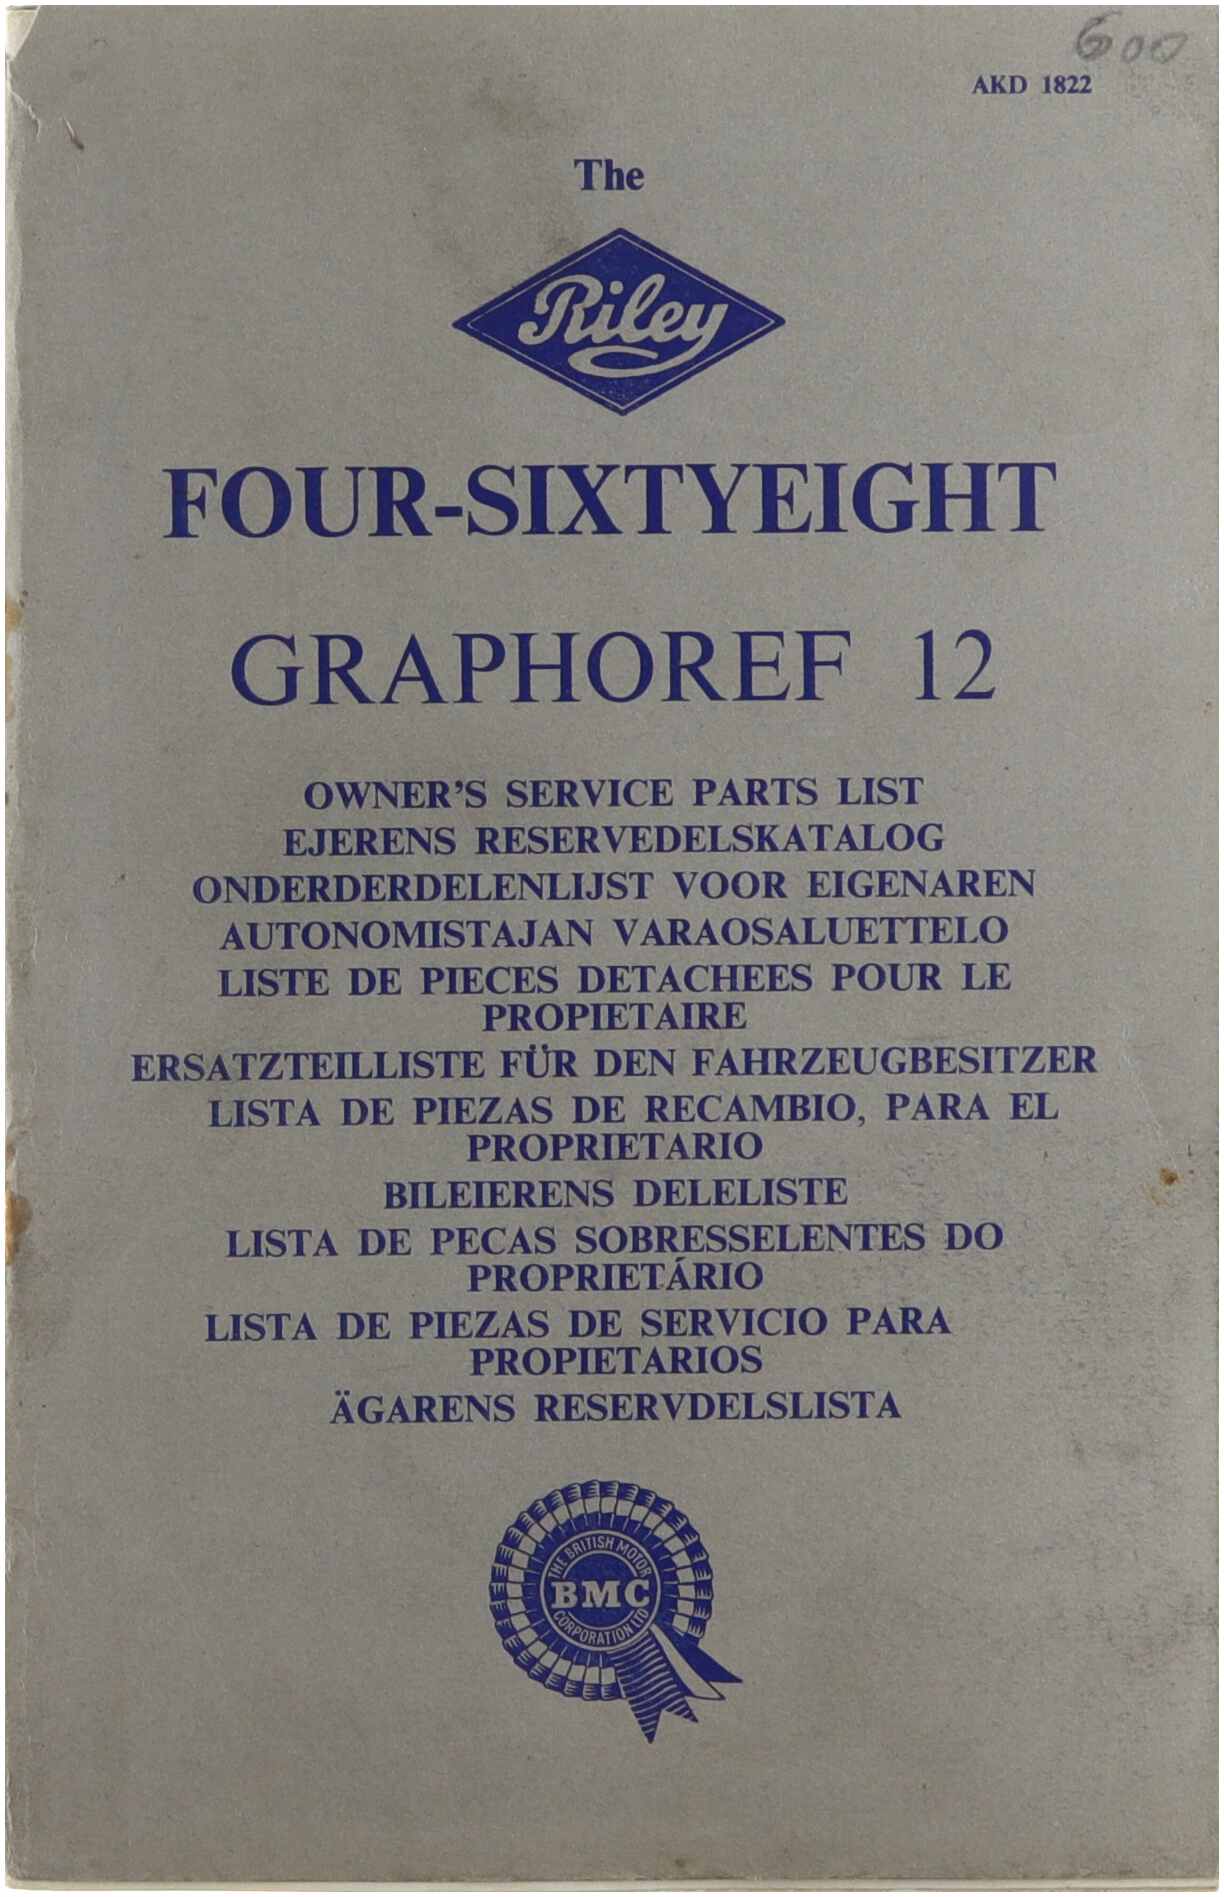 600
AKD 1822
The
Riley
FOUR-SIXTYEIGHT
GRAPHOREF 12
OWNER'S SERVICE PARTS LIST
EJERENS RESERVEDELSKATALOG
ONDERDERDELENLIJST VOOR EIGENAREN
AUTONOMISTAJAN VARAOSALUETTELO
LISTE DE PIECES DETACHEES POUR LE
PROPIETAIRE
ERSATZTEILLISTE FÜR DEN FAHRZEUGBESITZER
LISTA DE PIEZAS DE RECAMBIO, PARA EL
PROPRIETARIO
BILEIERENS DELELISTE
LISTA DE PECAS SOBRESSELENTES DO
PROPRIETÁRIO
LISTA DE PIEZAS DE SERVICIO PARA
PROPIETARIOS
ÄGARENS RESERVDELSLISTA
THE BRITISH MOTOR
BMC
CORPORATION LTD